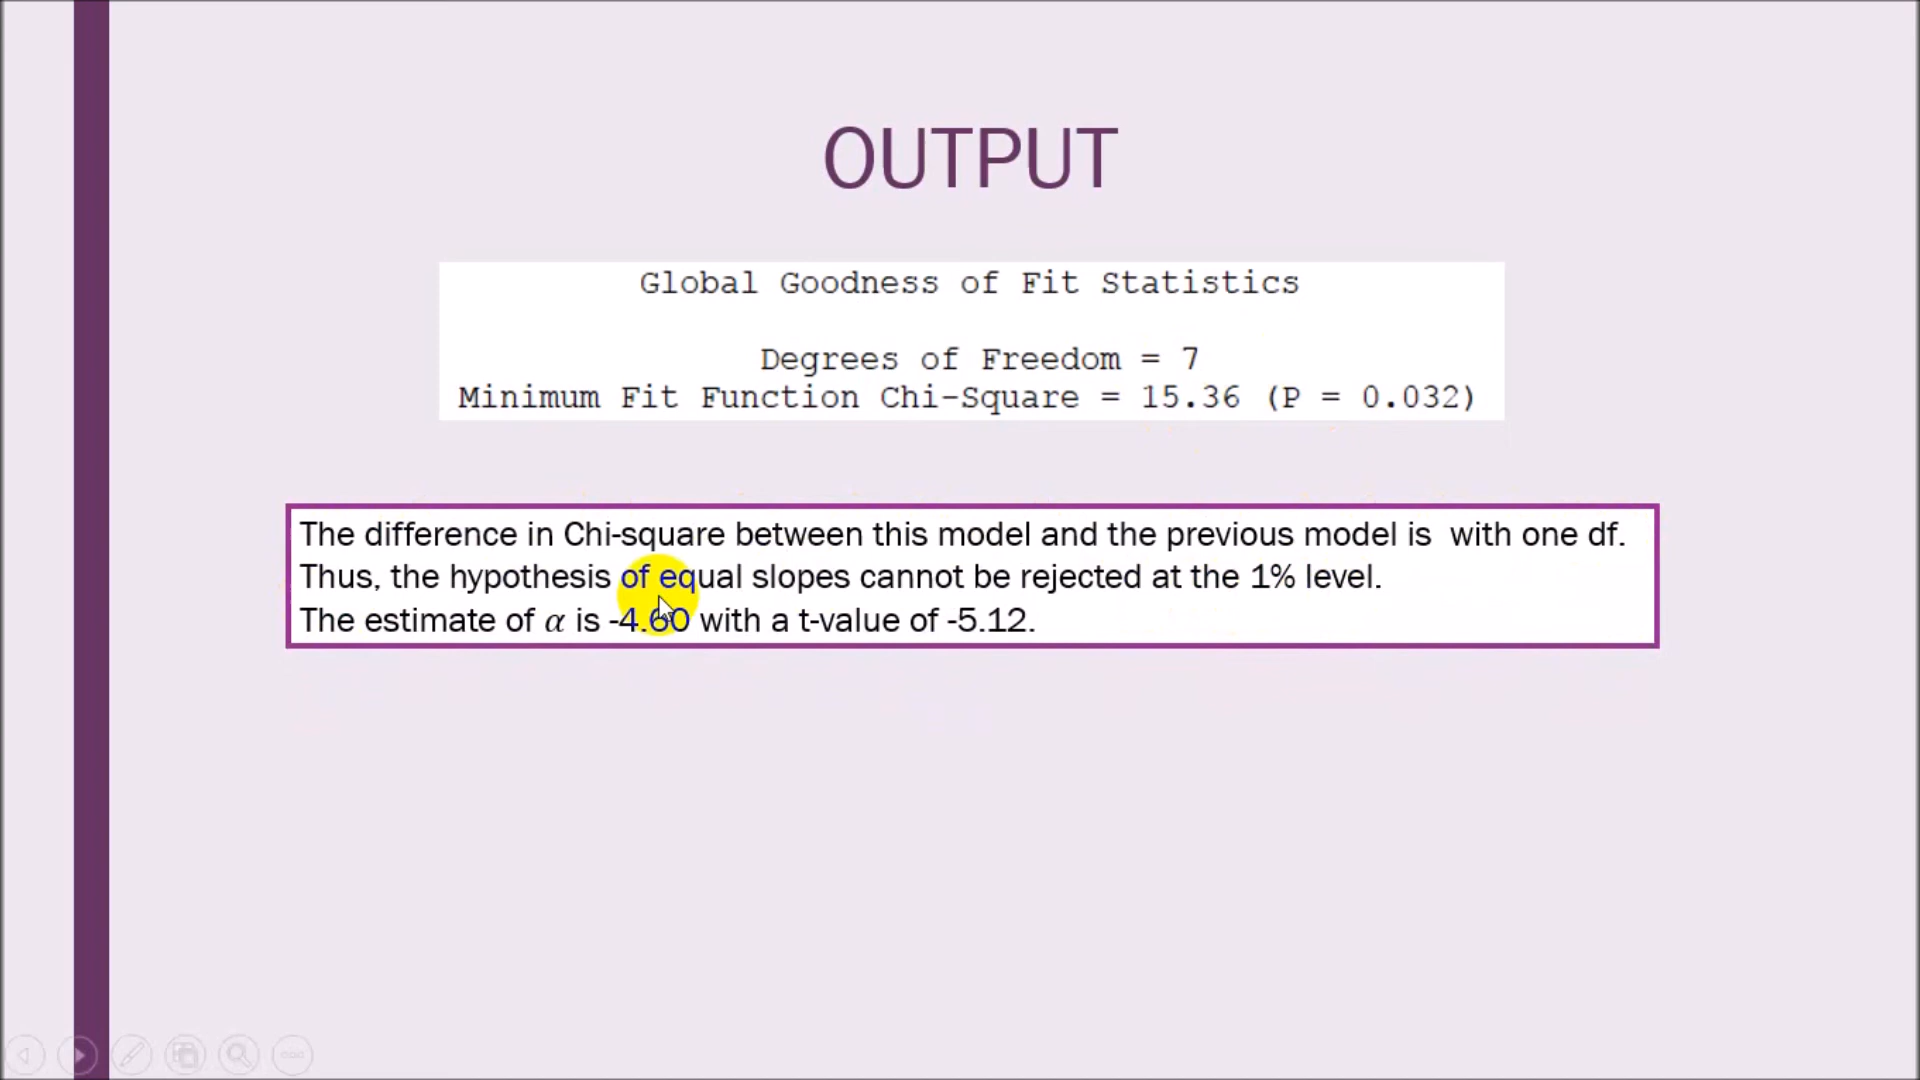 OUTPUT
Global Goodness of Fit Statistics
Degrees of Freedom = 7
Minimum Fit Function Chi-Square = 15.36 (P = 0.032)
The difference in Chi-square between this model and the previous model is  with one df.
Thus, the hypothesis of equal slopes cannot be rejected at the 1% level.
The estimate of α is -4.60 with a t-value of -5.12.